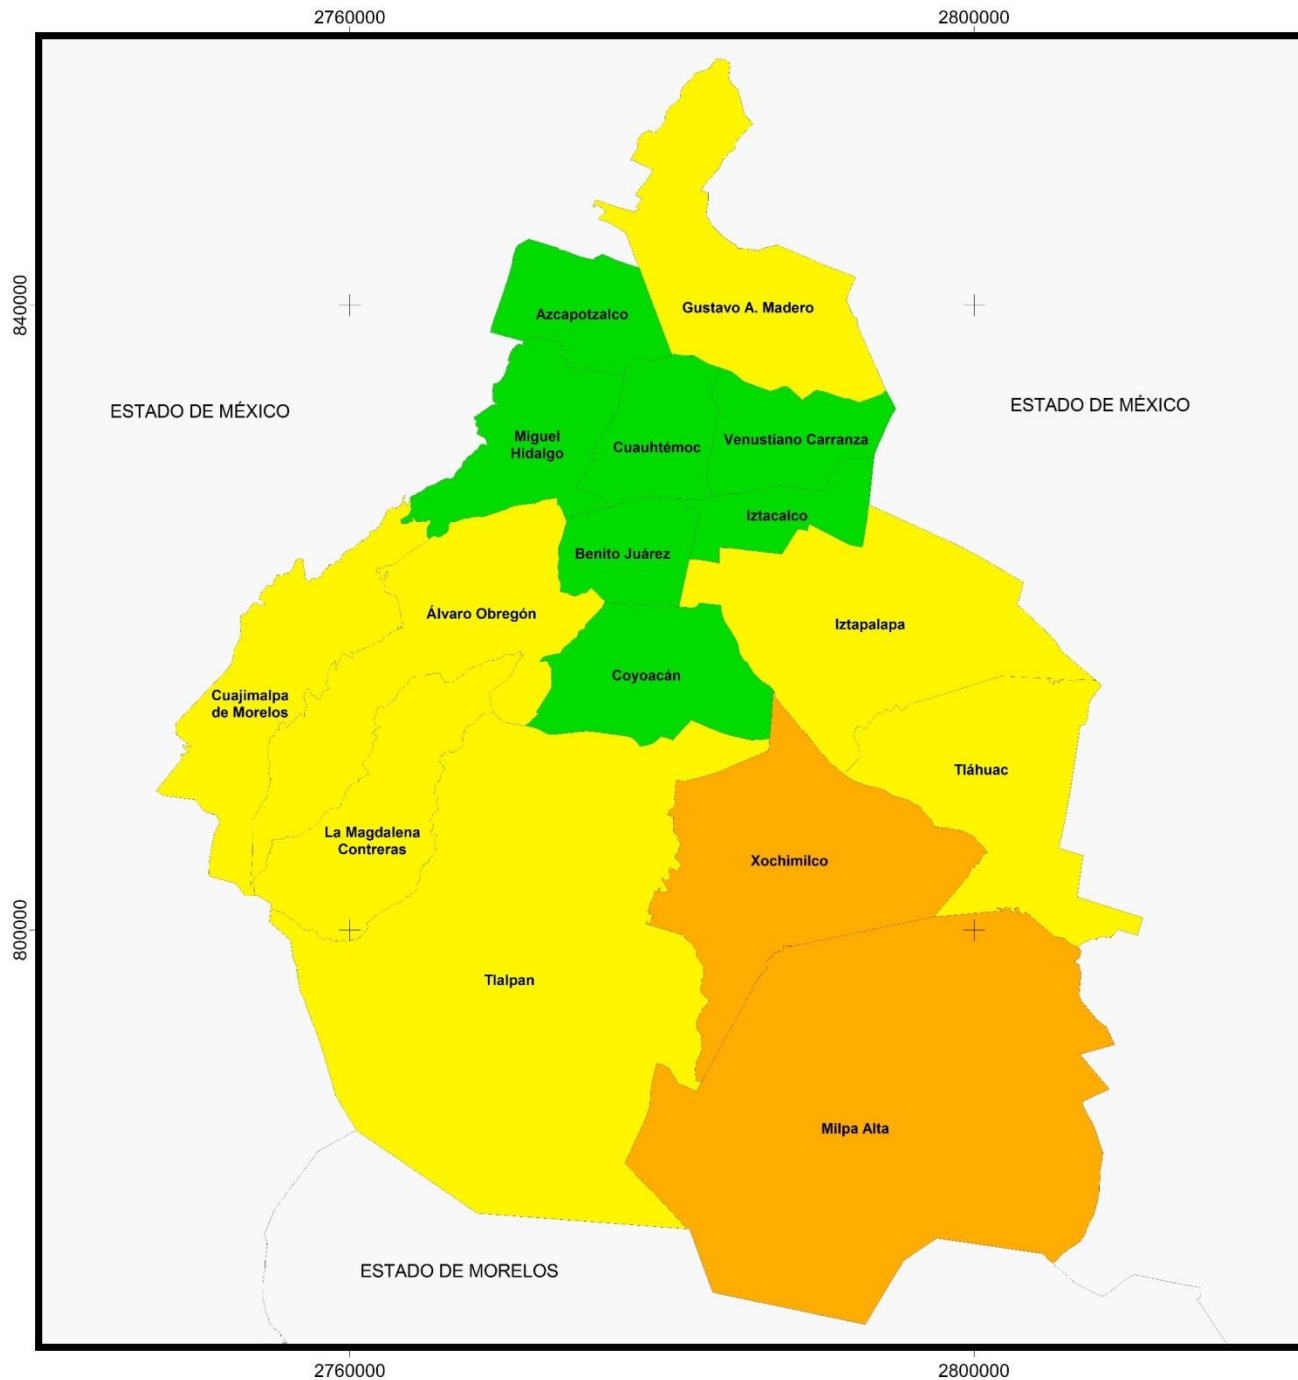 2760000
2800000
840000
Azcapotzalco
Gustavo A. Madero
ESTADO DE MÉXICO
ESTADO DE MÉXICO
Miguel
Hidalgo
Cuauhtémoc
Venustiano Carranza
Iztacalco
Benito Juárez
Álvaro Obregón
Iztapalapa
Coyoacán
Cuajimalpa
de Morelos
Tláhuac
La Magdalena
Contreras
Xochimilco
800000
Tlalpan
Milpa Alta
ESTADO DE MORELOS
2760000
2800000